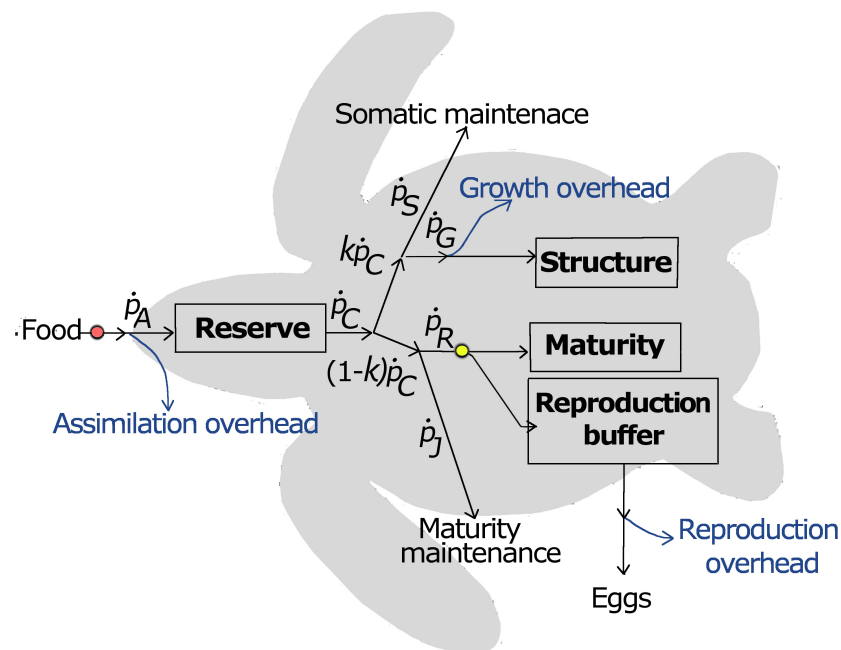 Somatic maintenace
Growth overhead
ṗS
ṗG
kṗC
Structure
Food
ṗA
Reserve
ṗC
ṗR
Maturity
(1-k)ṗC
Reproduction
buffer
Assimilation overhead
ṗJ
Maturity
maintenance
Reproduction
overhead
Eggs